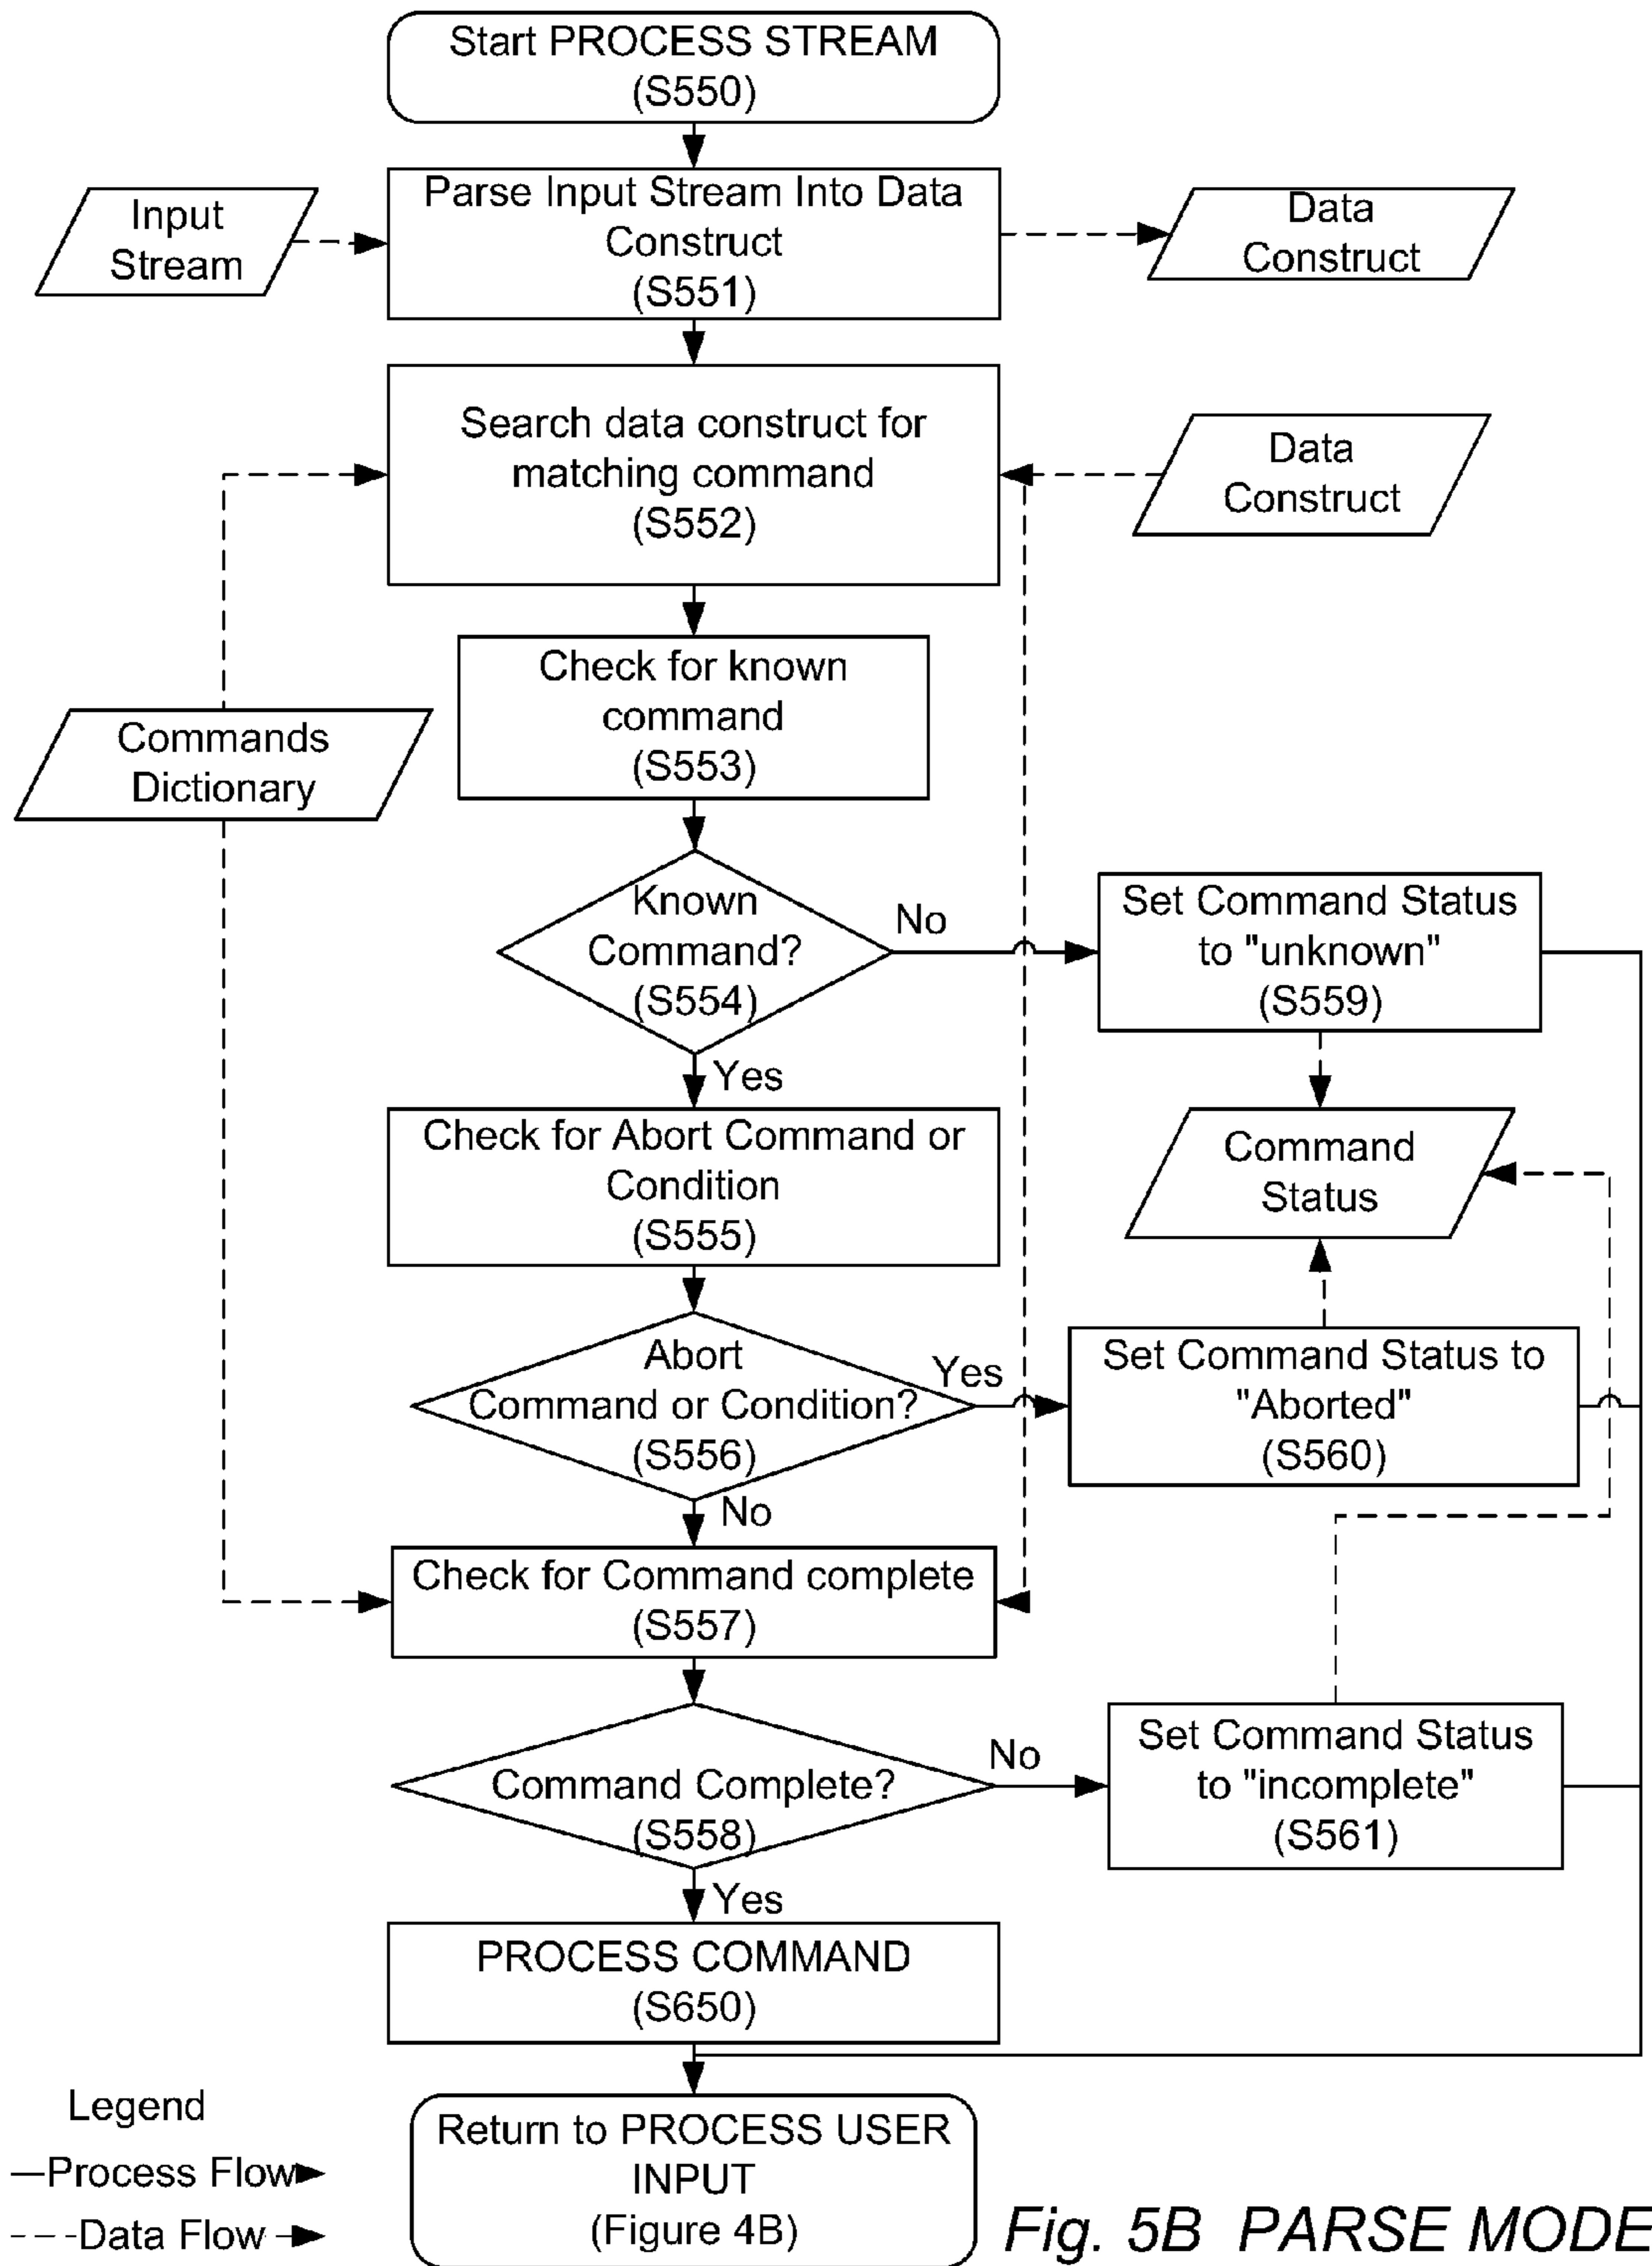 Start PROCESS STREAM
(S550)
Input
Stream
Parse Input Stream Into Data
Construct
(S551)
Data
Construct
Search data construct for
matching command
(S552)
Data
Construct
Check for known
command
(S553)
Commands
Dictionary
Known
Command?
(S554)
No
Set Command Status
to "unknown"
(S559)
Yes
Check for Abort Command or
Condition
(S555)
Command
Status
Abort
Command or Condition?
(S556)
Yes
Set Command Status to
"Aborted"
(S560)
No
Check for Command complete
(S557)
Command Complete?
(S558)
No
Set Command Status
to "incomplete"
(S561)
Yes
PROCESS COMMAND
(S650)
Return to PROCESS USER
INPUT
(Figure 4B)
Legend
Process Flow
Data Flow
Fig. 5B PARSE MODE